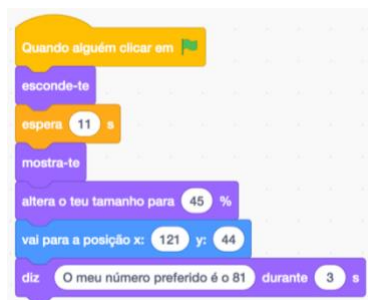 Quando alguém clicar em
esconde-te
espera 11 s
mostra-te
altera o teu tamanho para 45 %
vai para a posição x: 121 y: 44
diz O meu número preferido é o 81 durante 3 s